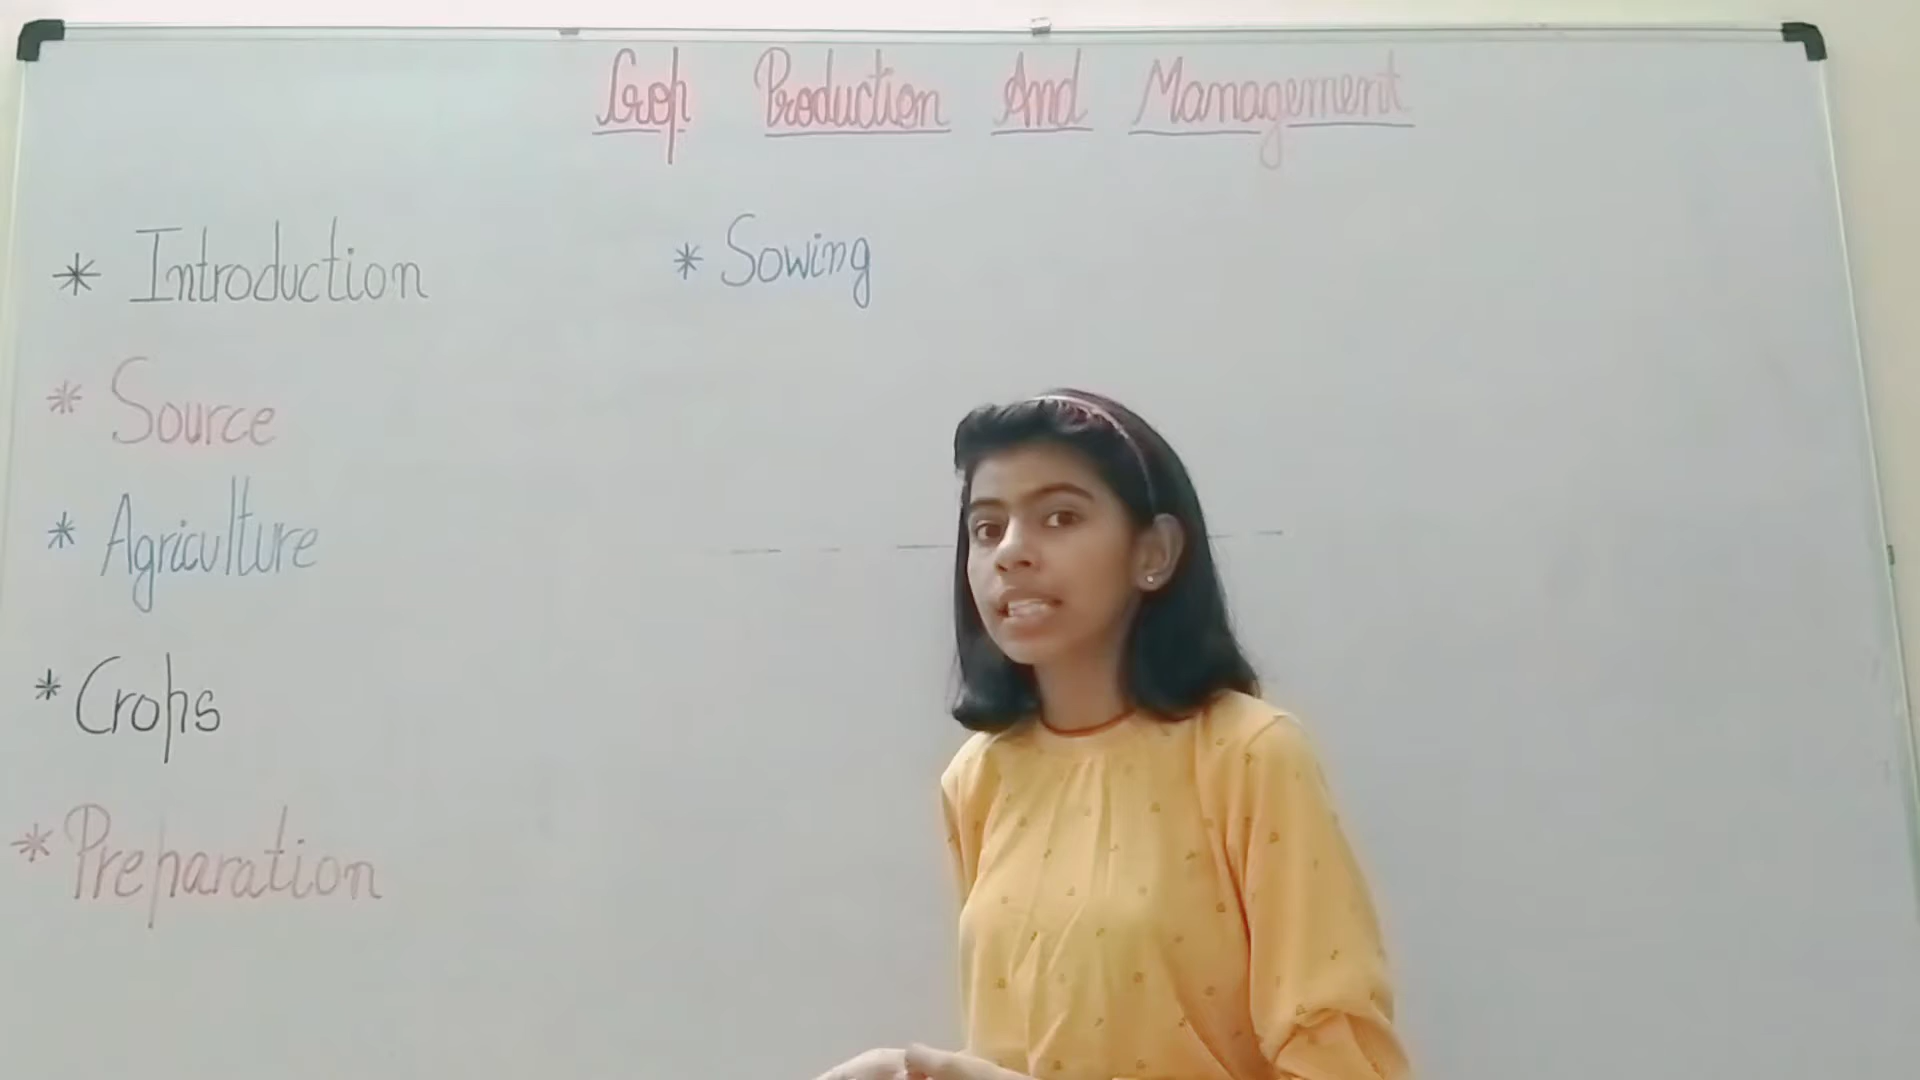 Crop Production And Management
* Introduction
* Source
* Agriculture
* Crops
* Preparation
* Sowing